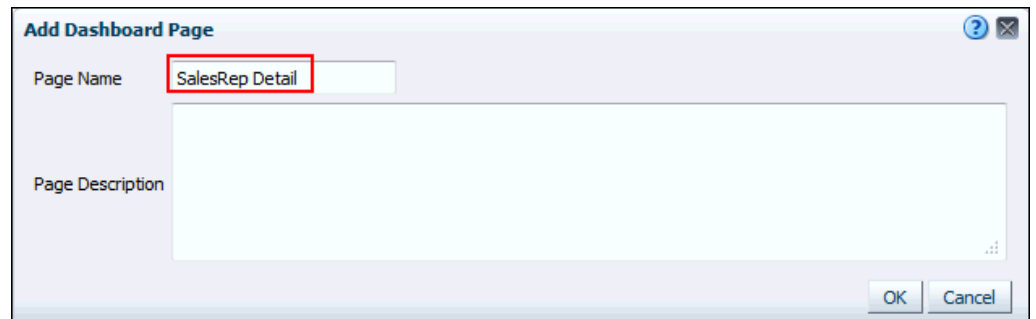 Add Dashboard Page
Page Name SalesRep Detail
Page Description
OK Cancel